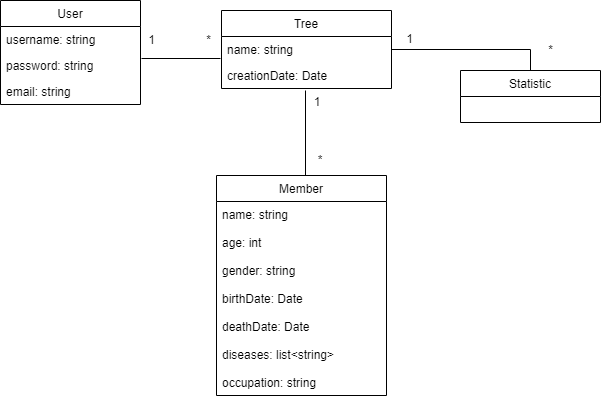 User
username: string
password: string
email: string
1
*
Tree
name: string
creationDate: Date
1
*
Statistic
1
*
Member
name: string
age: int
gender: string
birthDate: Date
deathDate: Date
diseases: list<string>
occupation: string